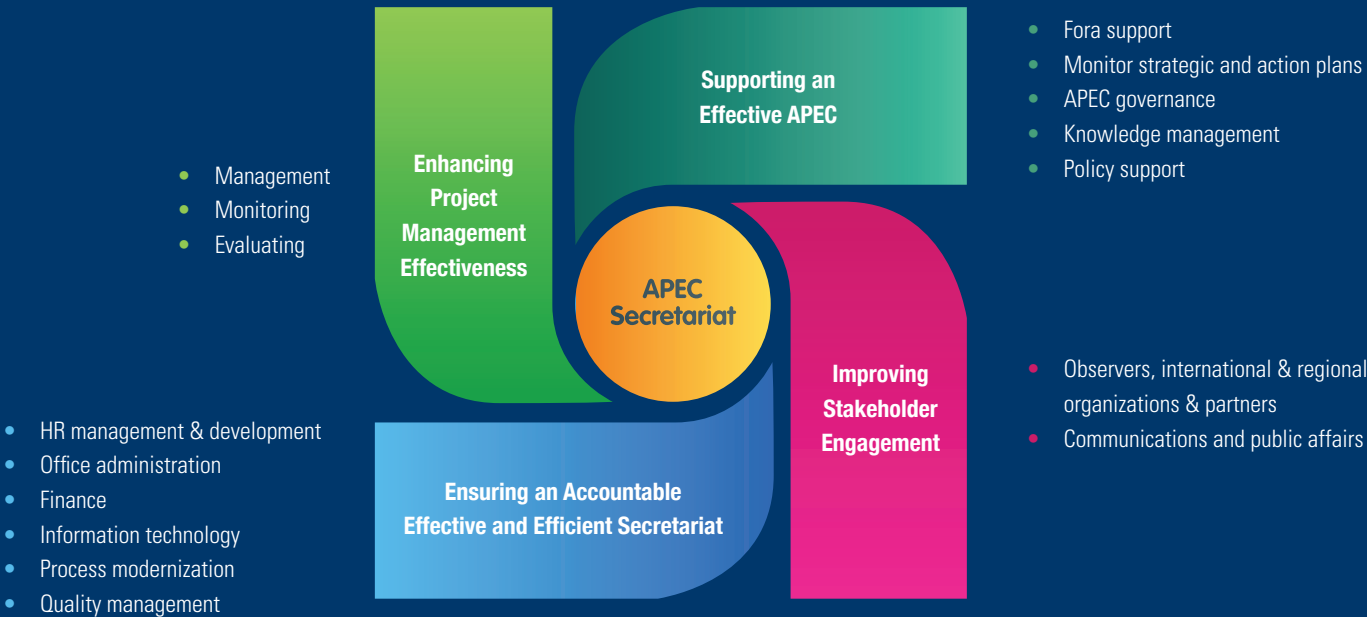 Supporting an
Effective APEC
Fora support
Monitor strategic and action plans
APEC governance
Knowledge management
Policy support
Enhancing
Project
Management
Effectiveness
Management
Monitoring
Evaluating
APEC
Secretariat
Improving
Stakeholder
Engagement
Observers, international & regional
organizations & partners
Communications and public affairs
Ensuring an Accountable
Effective and Efficient Secretariat
HR management & development
Office administration
Finance
Information technology
Process modernization
Quality management